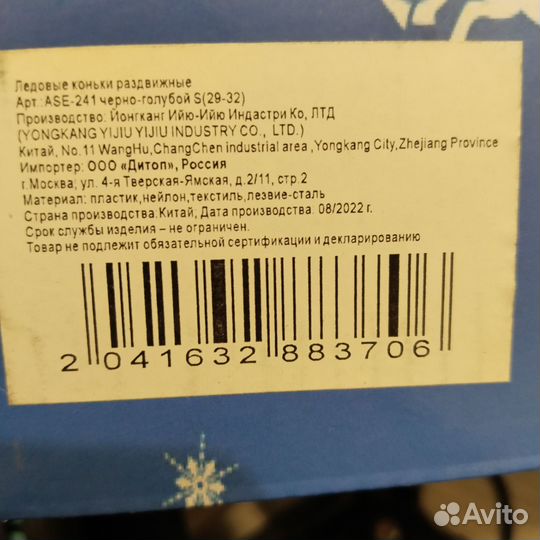 Ледовые коньки раздвижные
Арт.:ASE-241 черно-голубой S(29-32)
Производство: Йонгканг Ийю-Ийю Индастри Ко, ЛТД
(YONGKANG YIJIU YIJIU INDUSTRY CO., LTD.)
Китай, No.11 WangHu,ChangChen industrial area ,Yongkang City,Zhejiang Province
Импортер: ООО «Дитоп», Россия
г.Москва; ул. 4-я Тверская-Ямская, д.2/11, стр.2
Материал: пластик,нейлон,текстиль,лезвие-сталь
Страна производства:Китай, Дата производства: 08/2022 г.
Срок службы изделия – не ограничен.
Товар не подлежит обязательной сертификации и декларированию
2 041632 883706
Avito